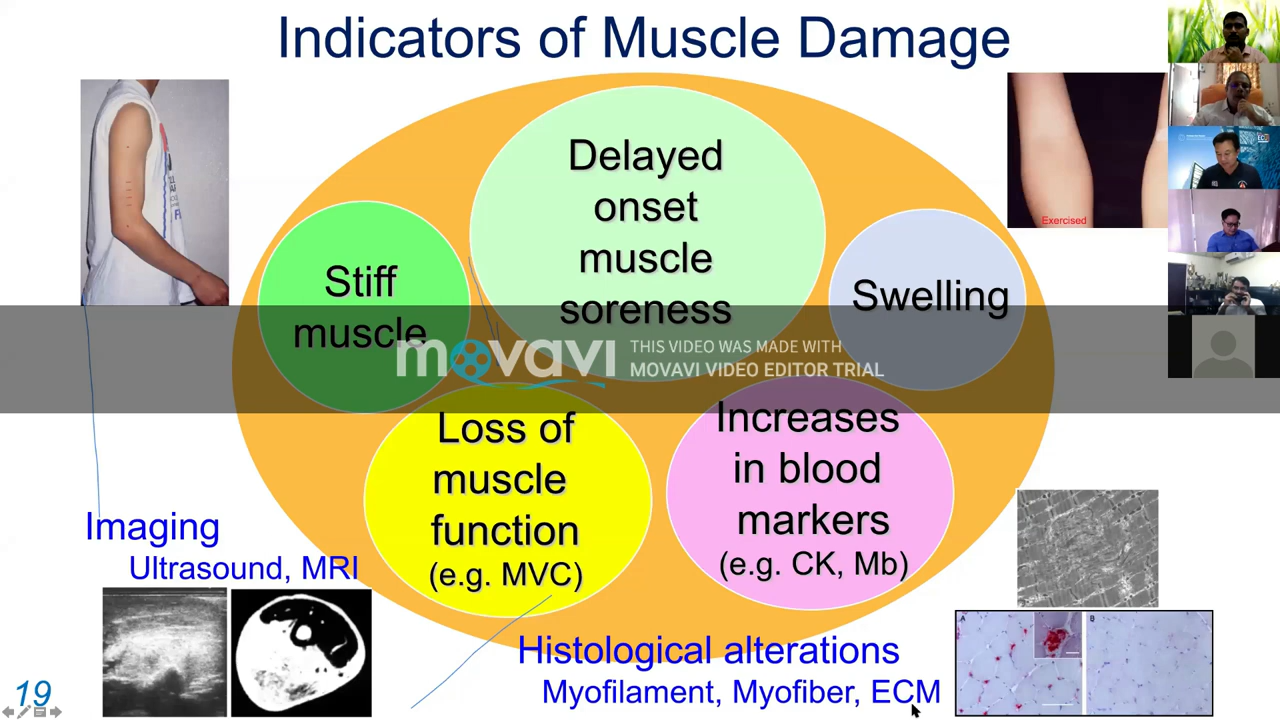 Indicators of Muscle Damage
Delayed
onset
muscle
soreness
Stiff
muscle
Swelling
Exercised
movavi
THIS VIDEO WAS MADE WITH
MOVAVI VIDEO EDITOR TRIAL
Loss of
muscle
function
(e.g. MVC)
Increases
in blood
markers
(e.g. CK, Mb)
Imaging
Ultrasound, MRI
Histological alterations
Myofilament, Myofiber, ECM
A
B
19